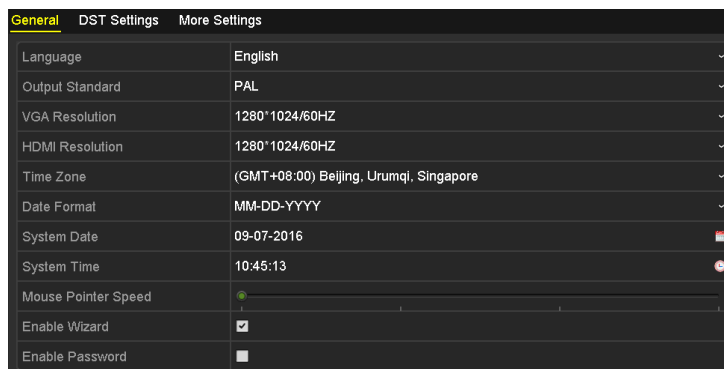 General DST Settings More Settings
Language English
Output Standard PAL
VGA Resolution 1280*1024/60HZ
HDMI Resolution 1280*1024/60HZ
Time Zone (GMT+08:00) Beijing, Urumqi, Singapore
Date Format MM-DD-YYYY
System Date 09-07-2016
System Time 10:45:13
Mouse Pointer Speed
Enable Wizard
Enable Password